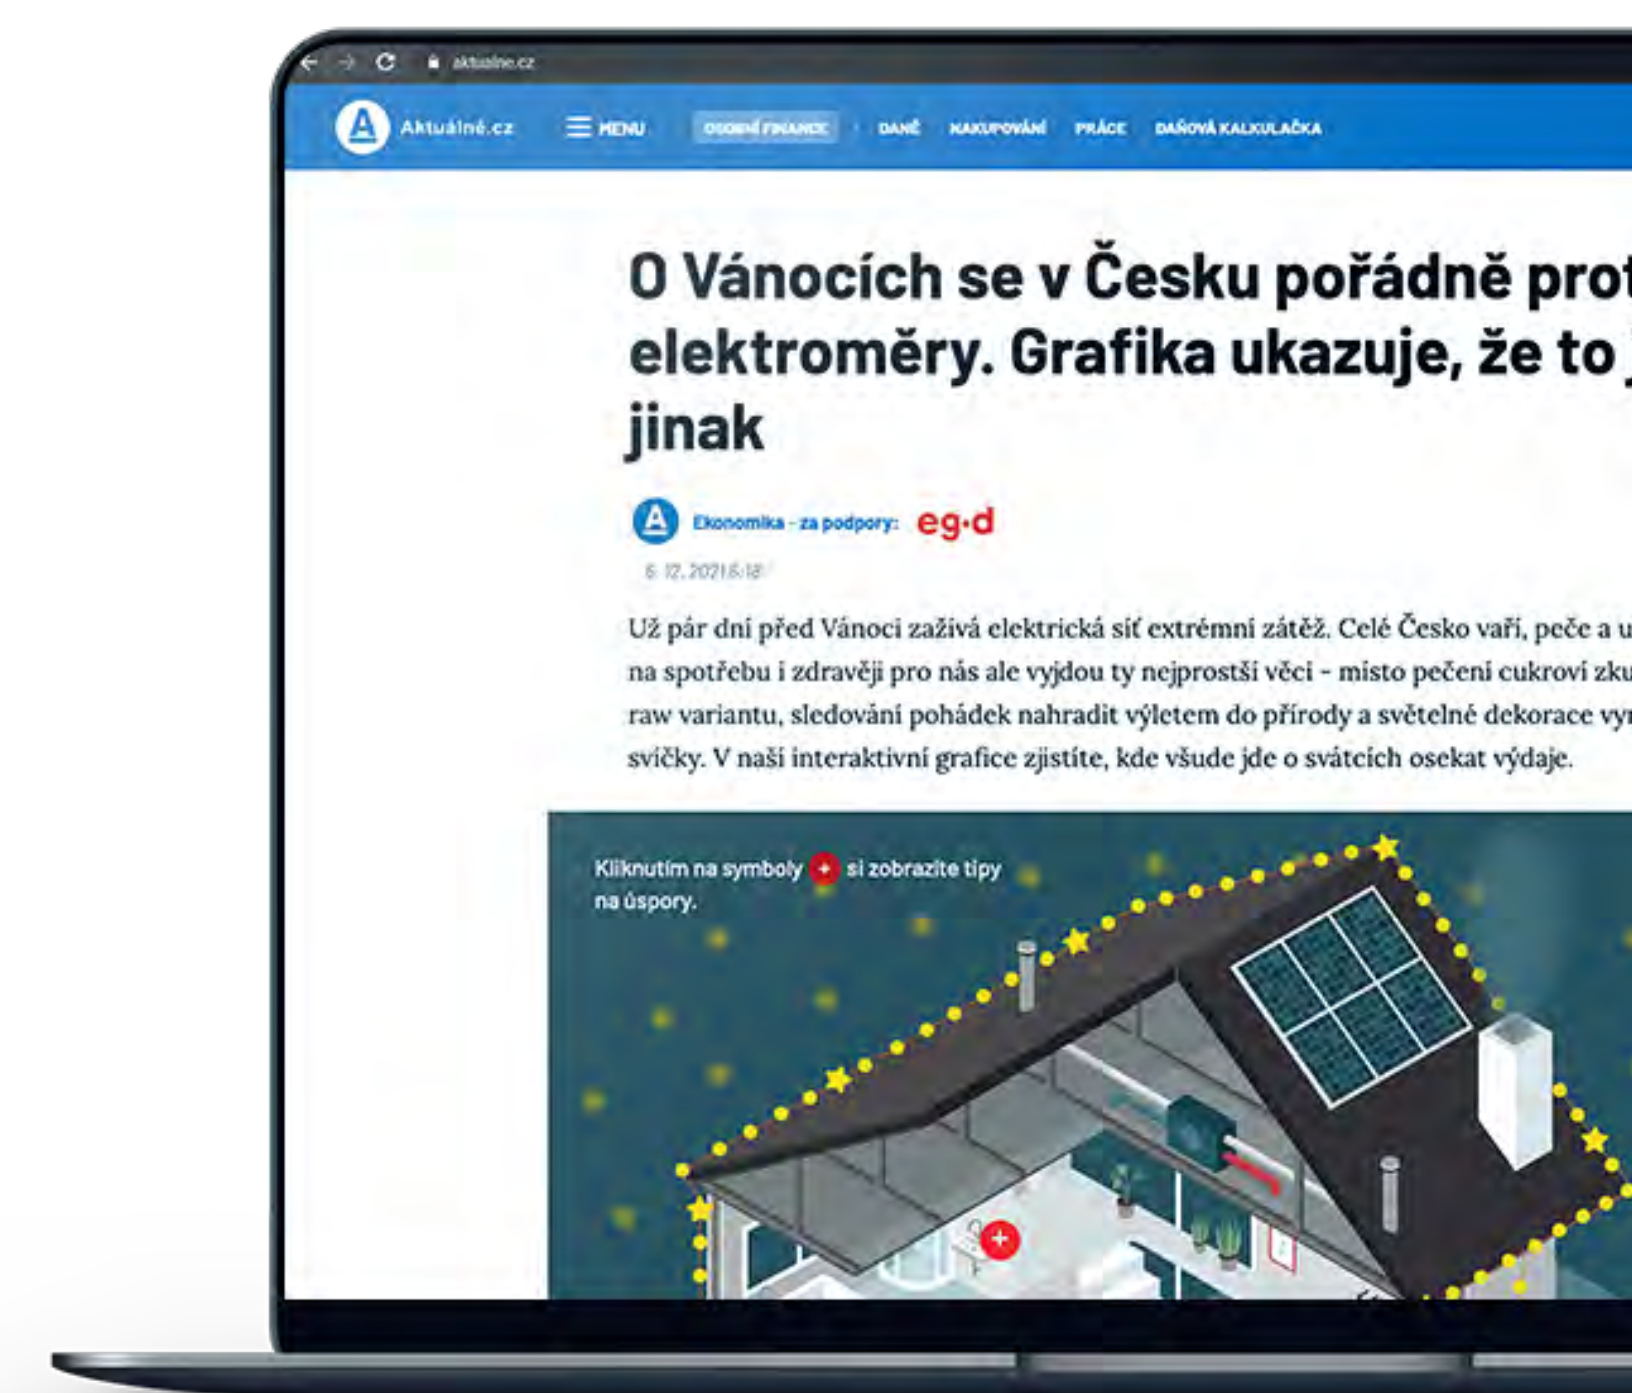 aktualne.cz
A Aktuálně.cz MENU OSOBNÍ FINANCE DANĚ NAKUPOVÁNÍ PRÁCE DAŇOVÁ KALKULAČKA
O Vánocích se v Česku pořádně prot
elektroměry. Grafika ukazuje, že to j
jinak
A Ekonomika - za podpory: eg·d
6. 12. 2021
Už pár dní před Vánoci zažívá elektrická síť extrémní zátěž. Celé Česko vaří, peče a u
na spotřebu i zdravěji pro nás ale vyjdou ty nejprostší věci - místo pečení cukroví zku
raw variantu, sledování pohádek nahradit výletem do přírody a světelné dekorace vyn
svíčky. V naší interaktivní grafice zjistíte, kde všude jde o svátcích osekat výdaje.
Kliknutím na symboly + si zobrazíte tipy
na úspory.
+